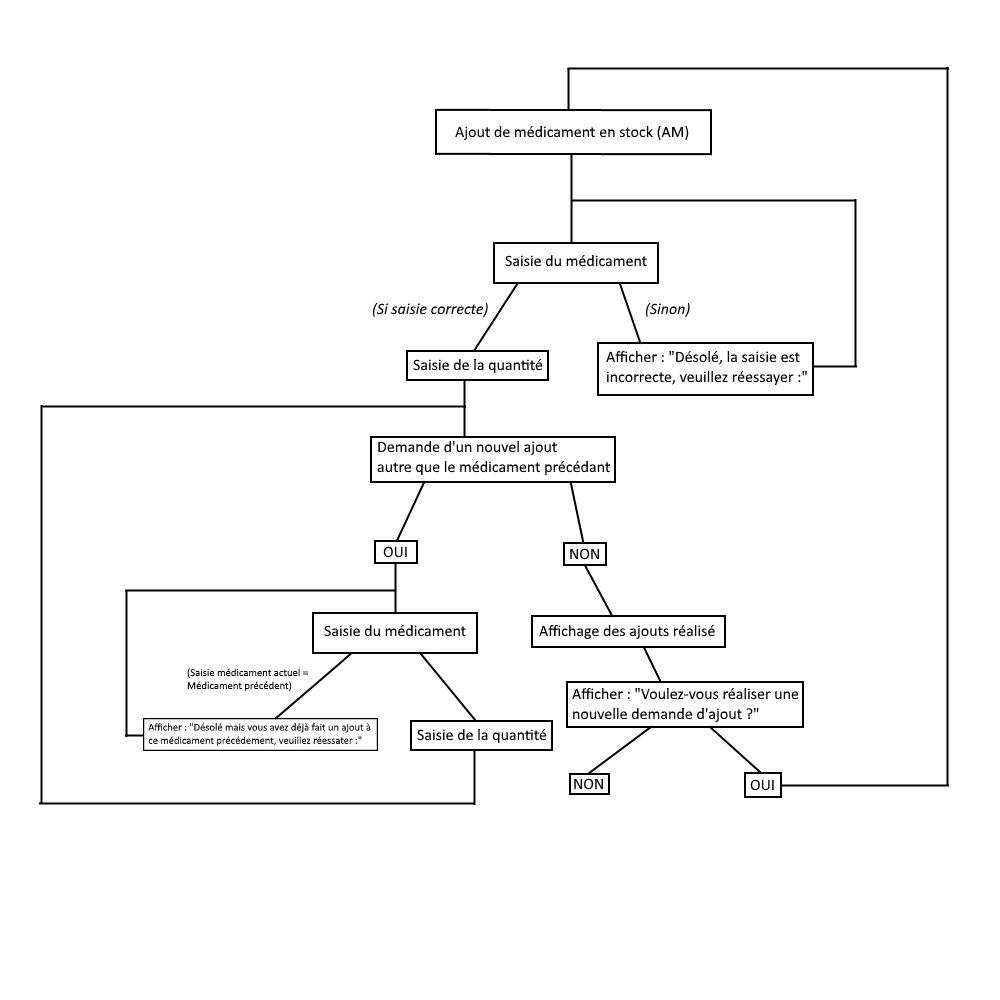 Ajout de médicament en stock (AM)
Saisie du médicament
(Si saisie correcte)
(Sinon)
Saisie de la quantité
Afficher : "Désolé, la saisie est
incorrecte, veuillez réessayer :"
Demande d'un nouvel ajout
autre que le médicament précédant
OUI
NON
Saisie du médicament
Affichage des ajouts réalisé
(Saisie médicament actuel =
Médicament précédent)
Afficher : "Voulez-vous réaliser une
nouvelle demande d'ajout ?"
Afficher : "Désolé mais vous avez déjà fait un ajout à
ce médicament précédement, veuillez réessater :"
Saisie de la quantité
NON
OUI